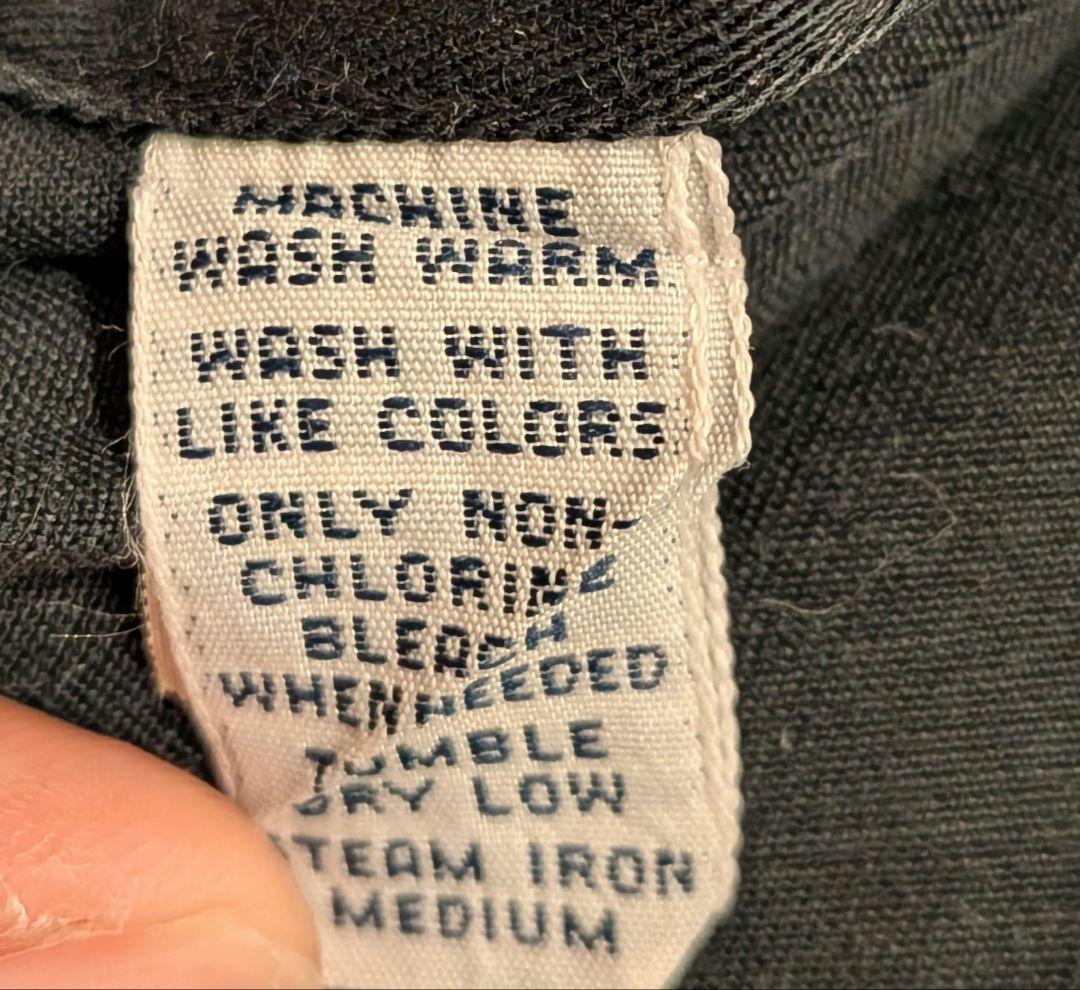 MACHINE
WASH WARM
WASH WITH
LIKE COLORS
ONLY NON-
CHLORINE
BLEACH
WHEN NEEDED
TUMBLE
DRY LOW
STEAM IRON
MEDIUM